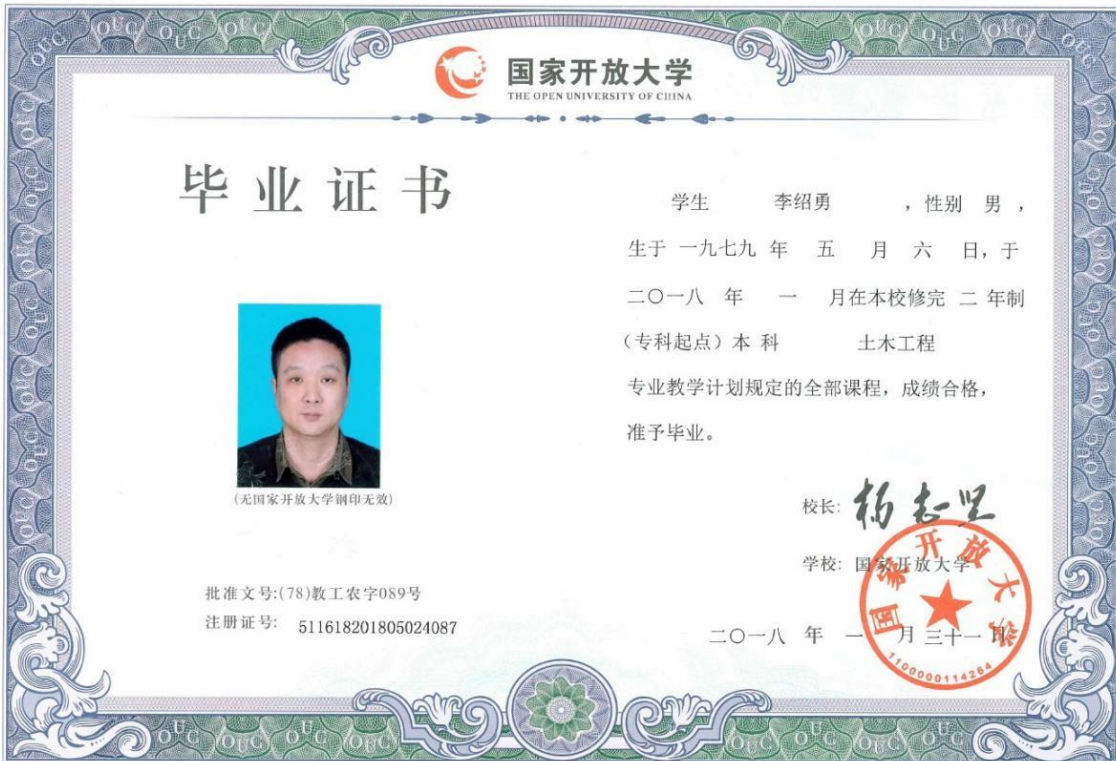 国家开放大学
THE OPEN UNIVERSITY OF CHINA
毕业证书
学生 李绍勇 ，性别 男 ，
生于 一九七九 年 五 月 六 日，于
二〇一八 年 一 月在本校修完 二 年制
（专科起点）本 科 土木工程
专业教学计划规定的全部课程，成绩合格，
准予毕业。
(无国家开放大学钢印无效)
校长: 杨志坚
学校: 国家开放大学
批准文号:(78)教工农字089号
注册证号: 511618201805024087
二〇一八 年 一 月 三十一 日
国家开放大学
1100000114264
OUC